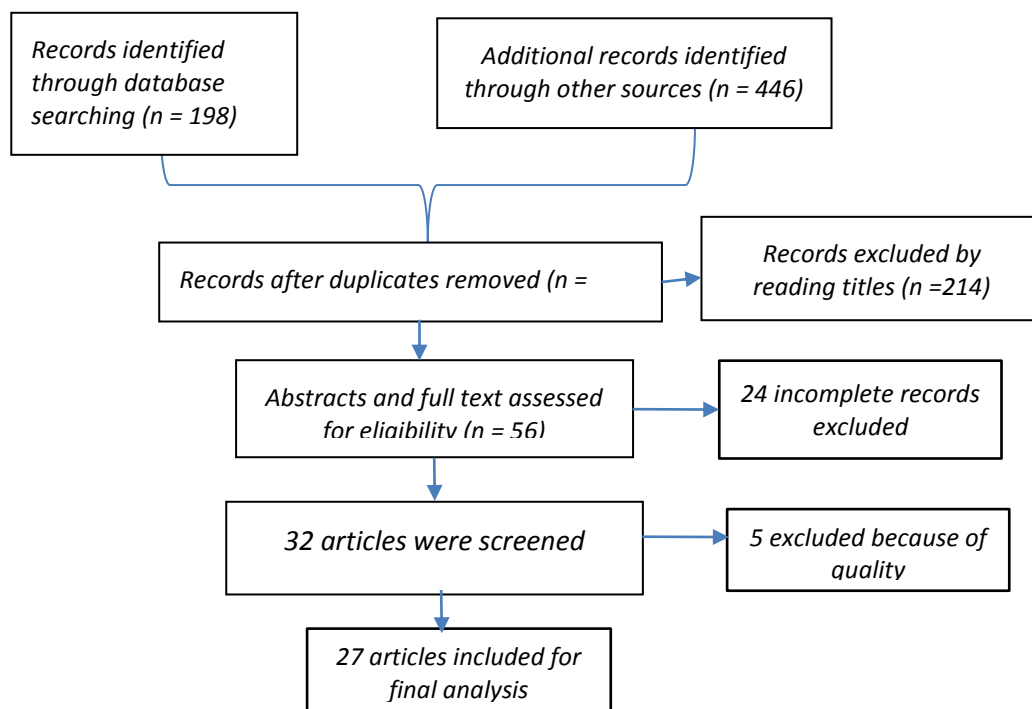 Records identified
through database
searching (n = 198)
Additional records identified
through other sources (n = 446)
Records after duplicates removed (n =
Records excluded by
reading titles (n =214)
Abstracts and full text assessed
for eligibility (n = 56)
24 incomplete records
excluded
32 articles were screened
5 excluded because of
quality
27 articles included for
final analysis